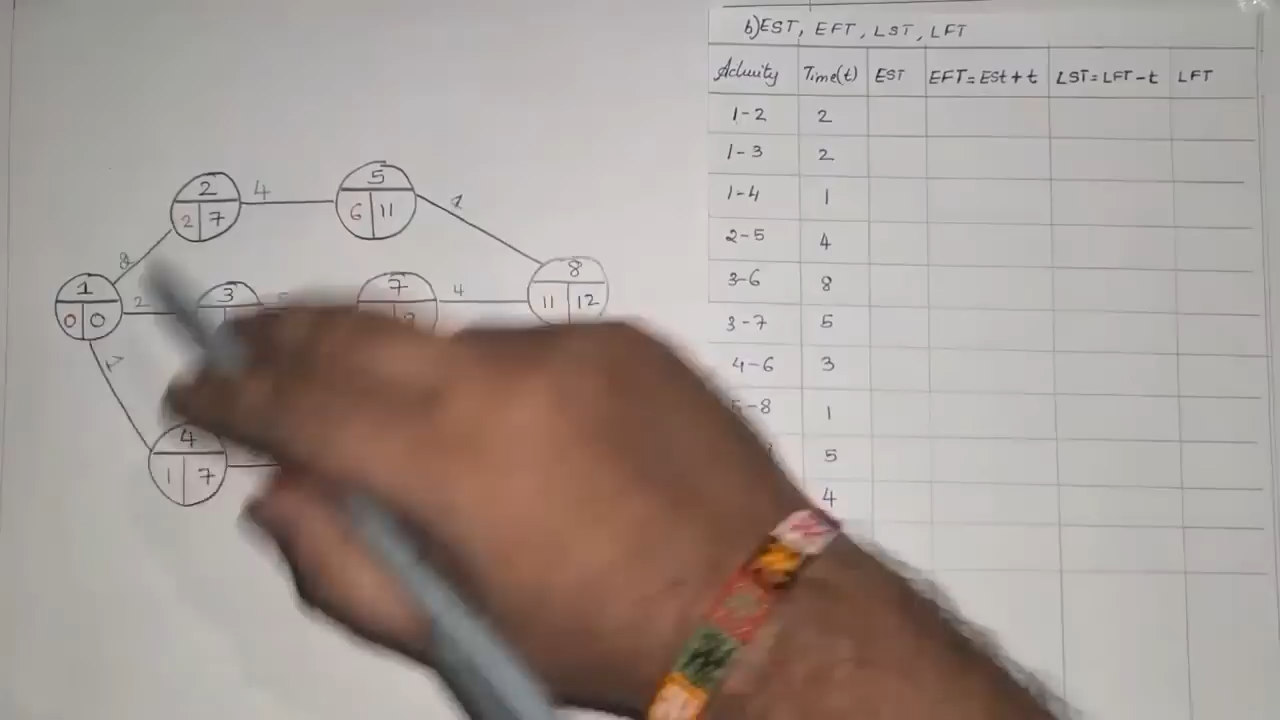 b)EST, EFT, LST, LFT
Activity Time(t) EST EFT=Est+t LST=LFT-t LFT
1-2 2
1-3 2
1-4 1
2-5 4
3-6 8
3-7 5
4-6 3
5-8 1
5
4
2 4 5
2 7 6 11
1 3 7 4 8
0 0 2 11 12
4
1 7